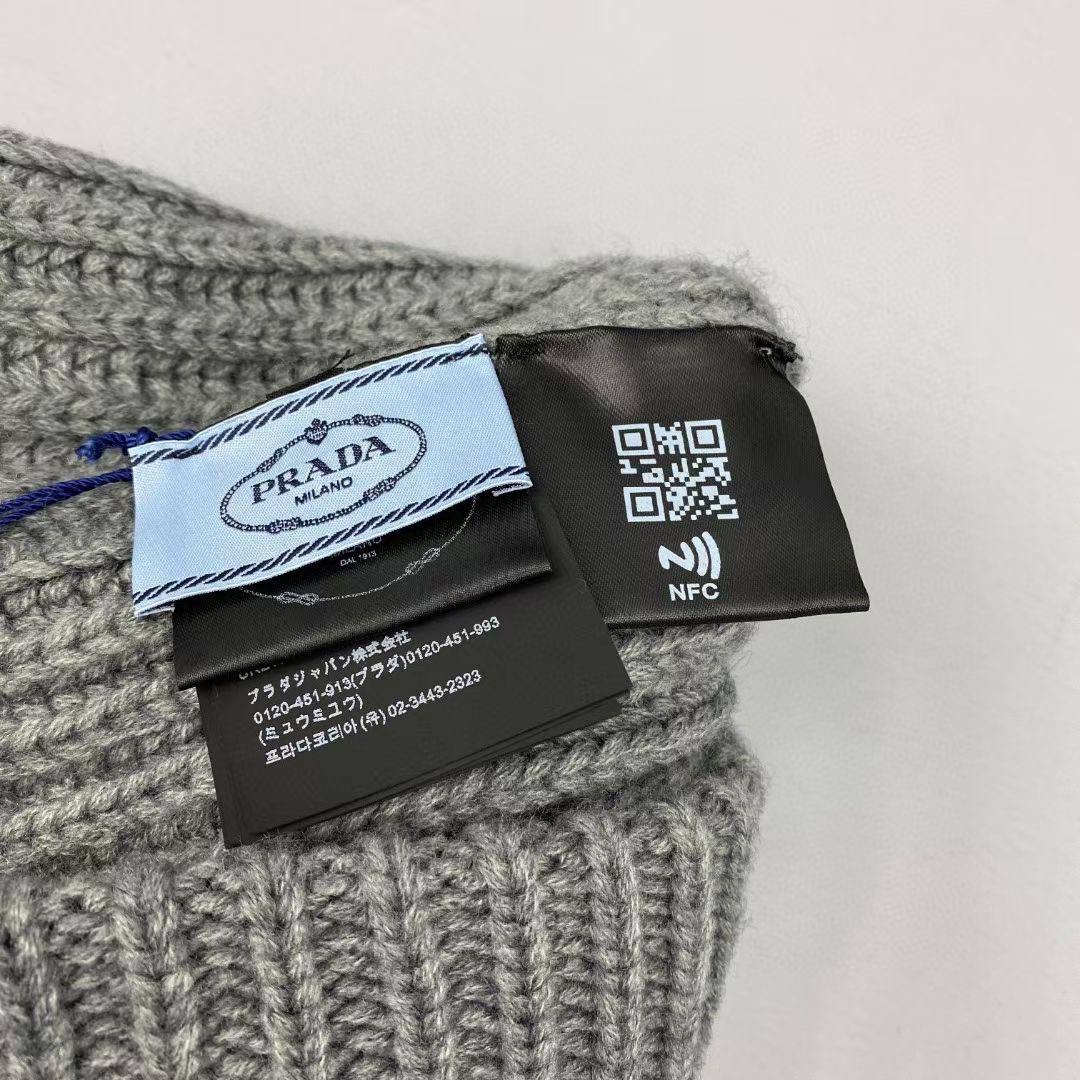 PRADA
MILANO
DAL 1913
プラダジャパン株式会社
0120-451-913(プラダ)0120-451-993
(ミュウミュウ)
프라다코리아(유) 02-3443-2323
NFC